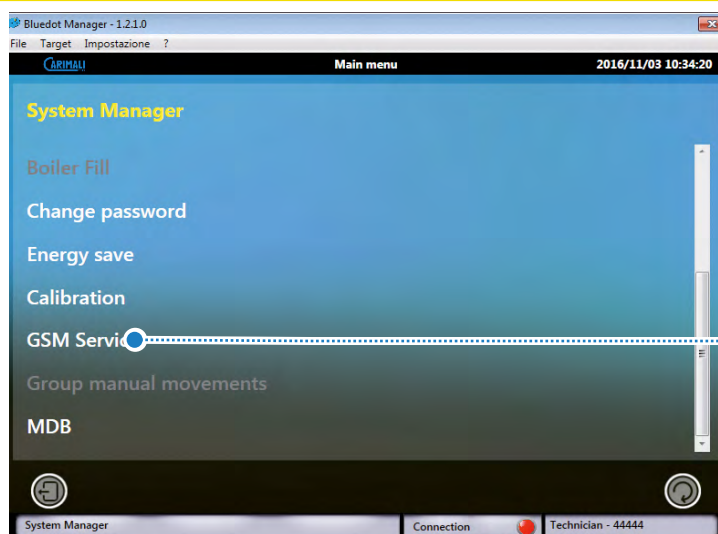 Bluedot Manager - 1.2.1.0
File Target Impostazione ?
CARIMALI Main menu 2016/11/03 10:34:20
System Manager
Boiler Fill
Change password
Energy save
Calibration
GSM
Group manual movements
MDB
System Manager Connection Technician - 44444